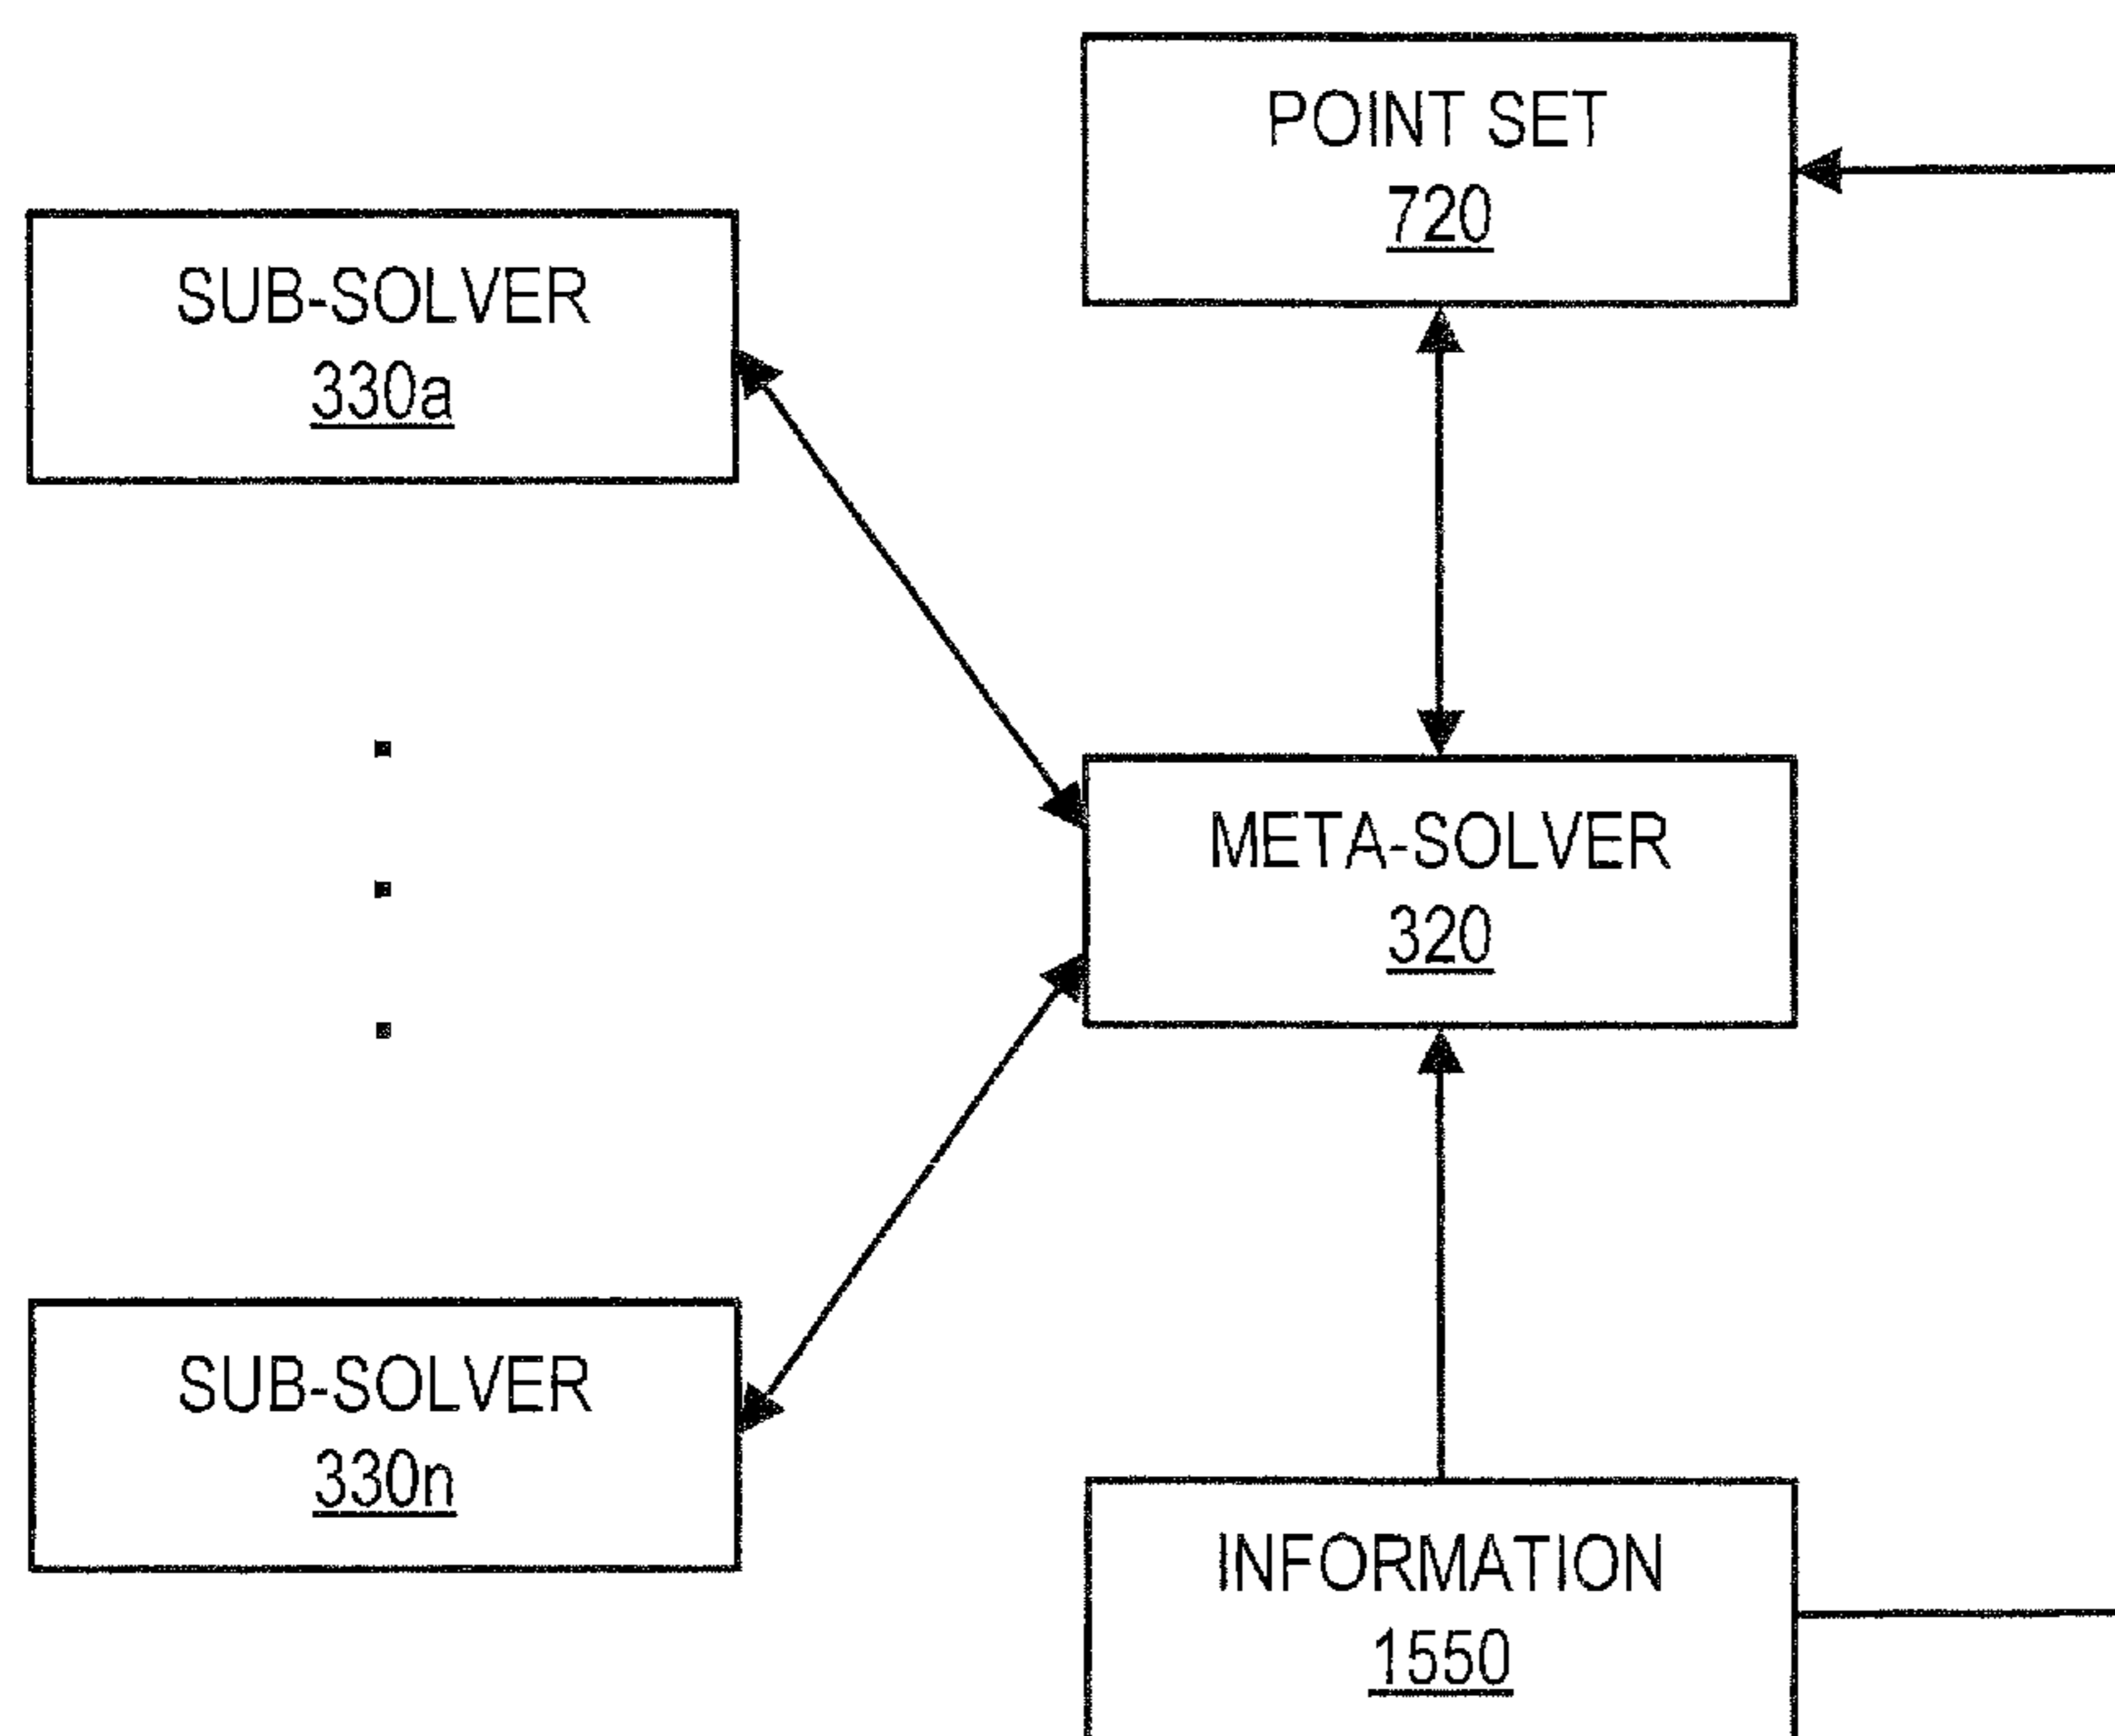 POINT SET
720
SUB-SOLVER
330a
META-SOLVER
320
SUB-SOLVER
330n
INFORMATION
1550